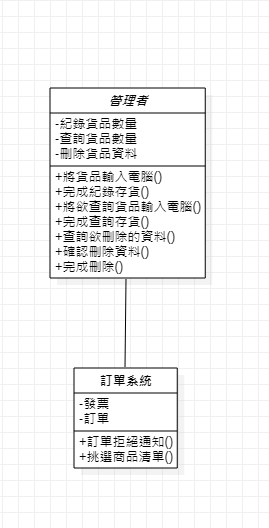 管理者
-紀錄貨品數量
-查詢貨品數量
-刪除貨品資料
+將貨品輸入電腦()
+完成紀錄存貨()
+將欲查詢貨品輸入電腦()
+完成查詢存貨()
+查詢欲刪除的資料()
+確認刪除資料()
+完成刪除()
訂單系統
-發票
-訂單
+訂單拒絕通知()
+挑選商品清單()